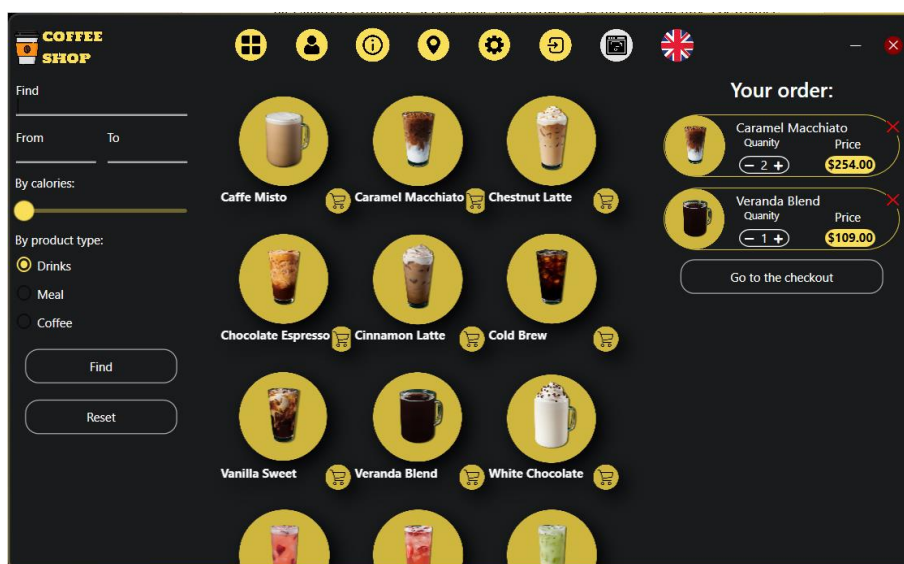 COFFEE
SHOP
Find
From To
By calories:
By product type:
Drinks
Meal
Coffee
Find
Reset
Caffe Misto
Caramel Macchiato
Chestnut Latte
Chocolate Espresso
Cinnamon Latte
Cold Brew
Vanilla Sweet
Veranda Blend
White Chocolate
Your order:
Caramel Macchiato
Quanity Price
2 $254.00
Veranda Blend
Quanity Price
1 $109.00
Go to the checkout